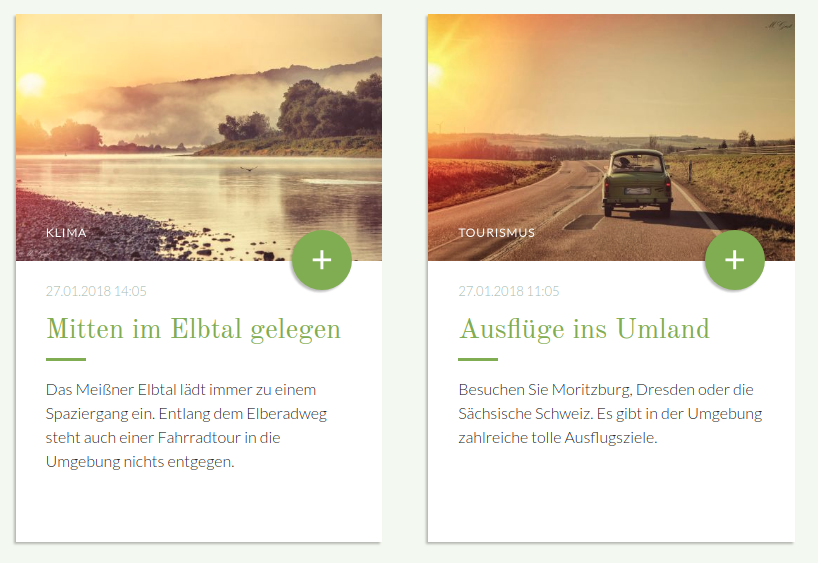 KLIMA
27.01.2018 14:05
Mitten im Elbtal gelegen
Das Meißner Elbtal lädt immer zu einem
Spaziergang ein. Entlang dem Elberadweg
steht auch einer Fahrradtour in die
Umgebung nichts entgegen.
TOURISMUS
27.01.2018 11:05
Ausflüge ins Umland
Besuchen Sie Moritzburg, Dresden oder die
Sächsische Schweiz. Es gibt in der Umgebung
zahlreiche tolle Ausflugsziele.